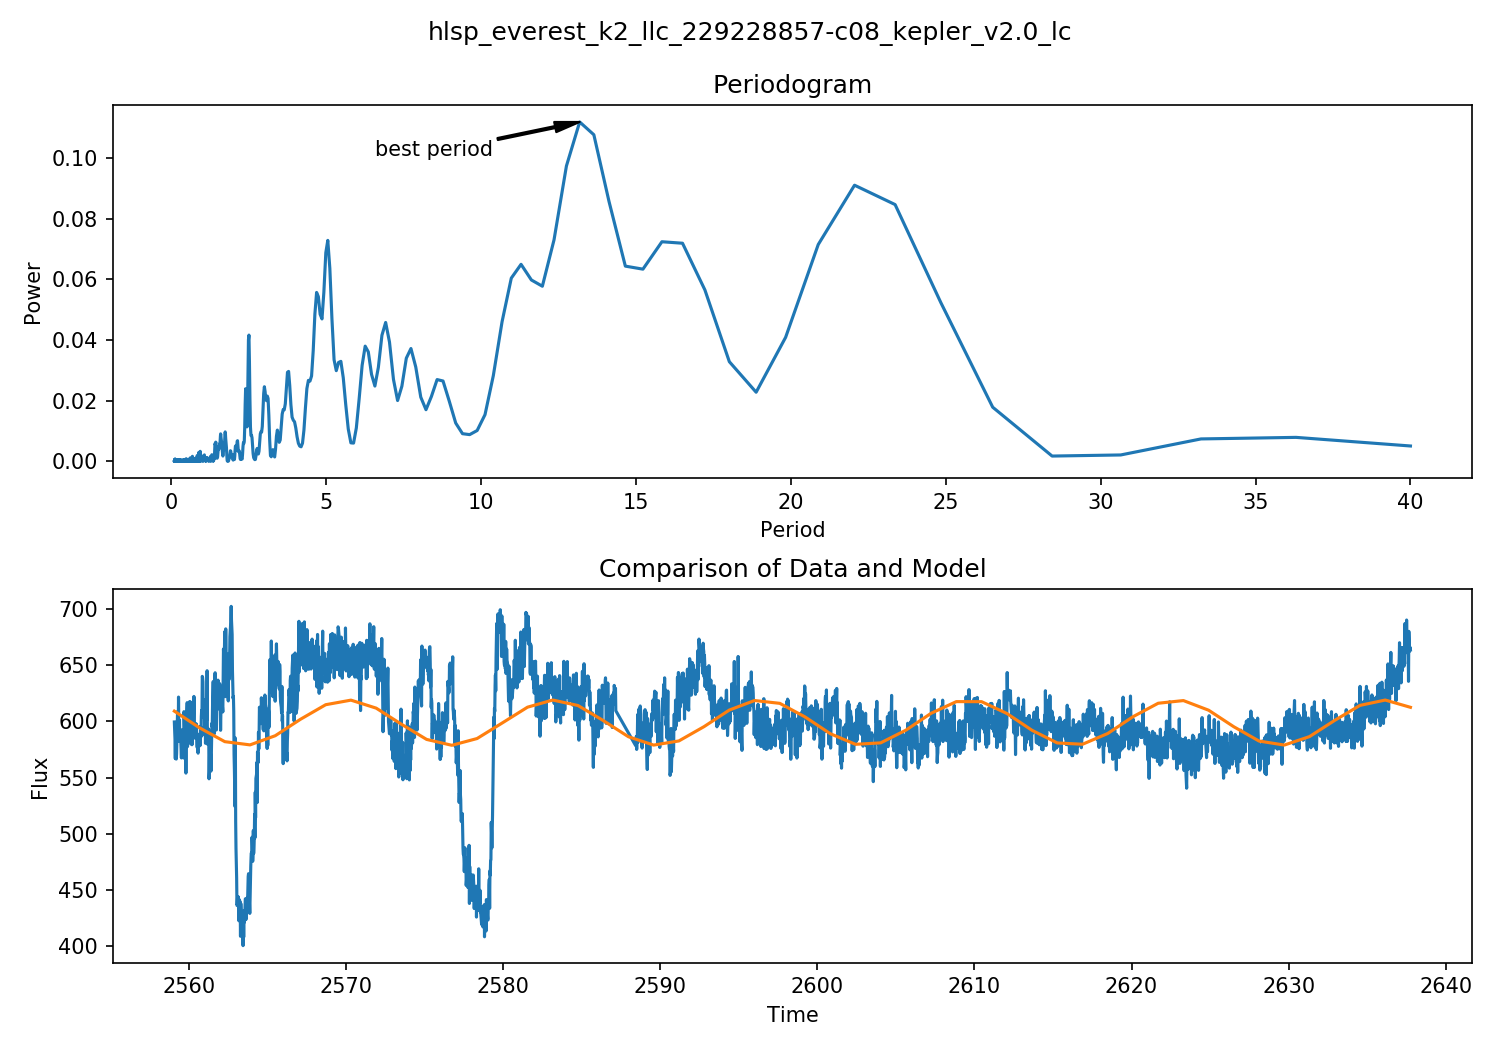 hlsp_everest_k2_llc_229228857-c08_kepler_v2.0_lc
Periodogram
best period
0.10
0.08
0.06
0.04
0.02
0.00
Power
0 5 10 15 20 25 30 35 40
Period
Comparison of Data and Model
700
650
600
550
500
450
400
Flux
2560 2570 2580 2590 2600 2610 2620 2630 2640
Time